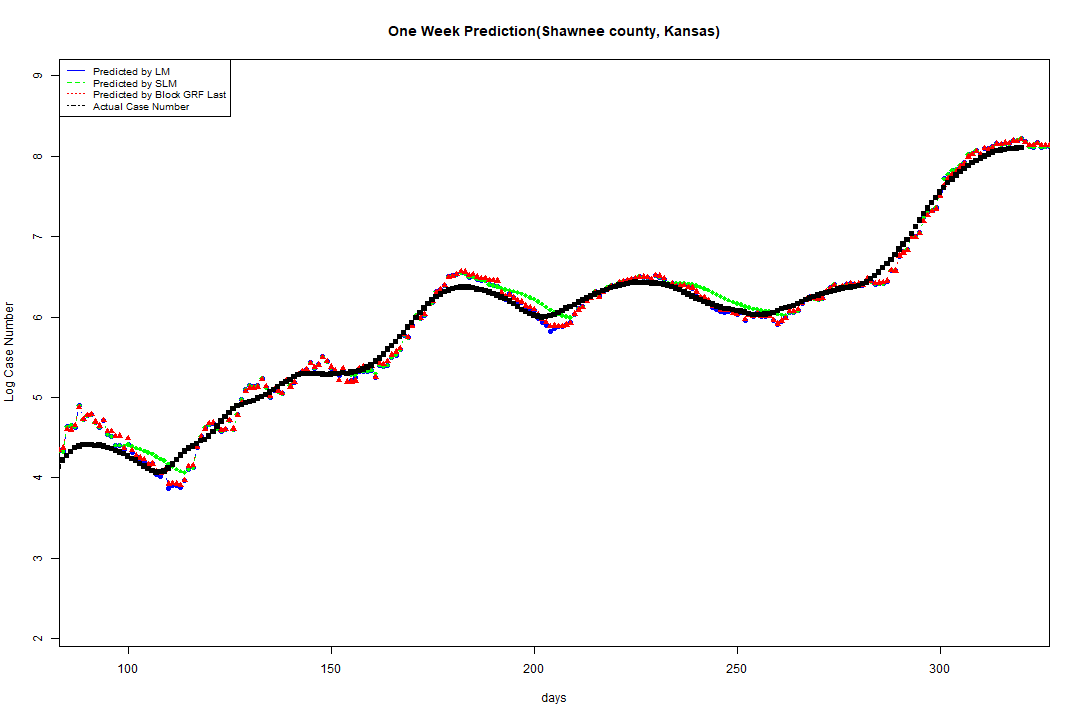 One Week Prediction(Shawnee county, Kansas)
Predicted by LM
Predicted by SLM
Predicted by Block GRF Last
Actual Case Number
9
8
7
6
5
4
3
2
Log Case Number
100 150 200 250 300
days